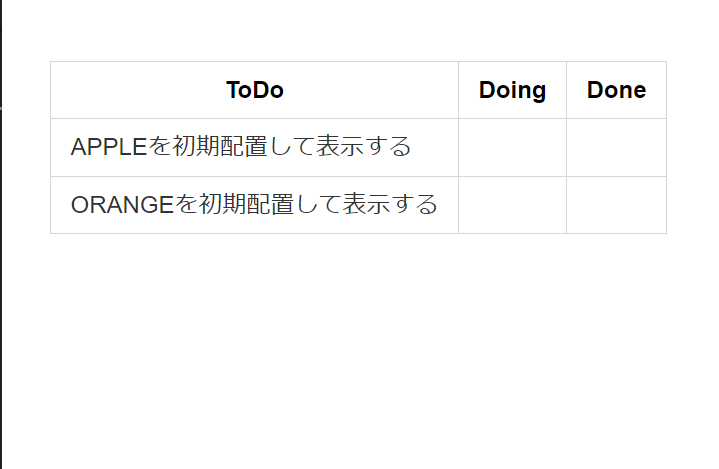 ToDo Doing Done
APPLEを初期配置して表示する
ORANGEを初期配置して表示する